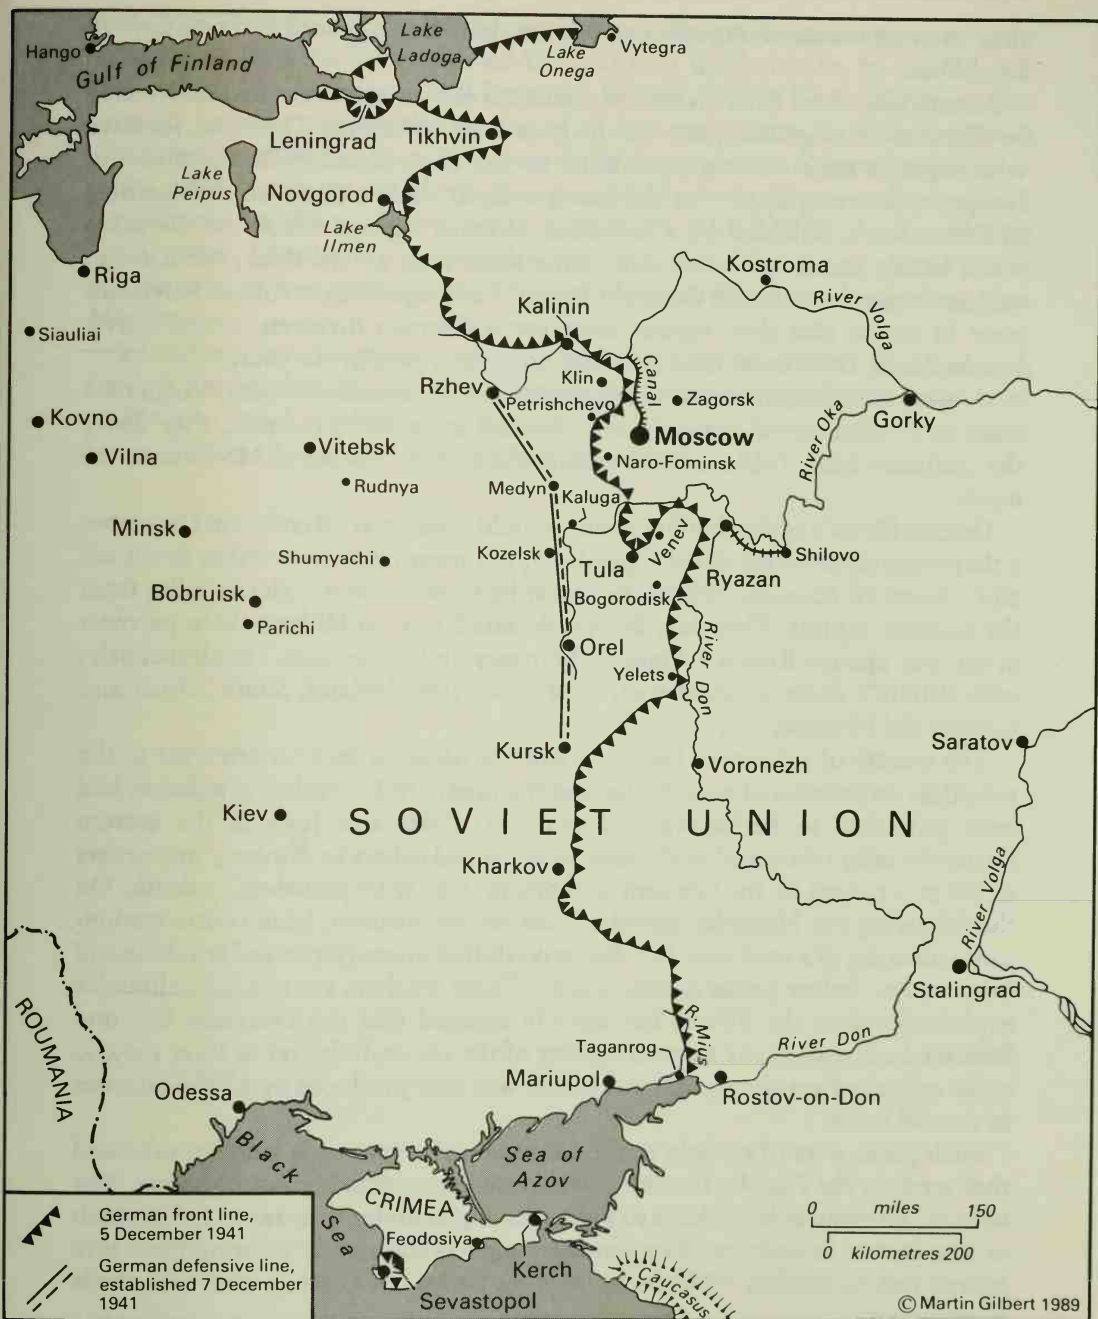 Hango
Gulf of Finland
Lake
Ladoga
Lake
Onega
Vytegra
Leningrad
Tikhvin
Lake
Peipus
Novgorod
Lake
Ilmen
Riga
Kostroma
River Volga
Siauliai
Kalinin
Canal
Klin
Rzhev
Petrishchevo
Zagorsk
Gorky
Kovno
Moscow
River Oka
Vitebsk
Vilna
Naro-Fominsk
Rudnya
Medyn
Kaluga
Minsk
Shumyachi
Kozelsk
Venev
Shilovo
Tula
Ryazan
Bobruisk
Bogorodisk
Parichi
Orel
River Don
Yelets
Kursk
Saratov
Voronezh
Kiev
SOVIET UNION
Kharkov
River Volga
Stalingrad
ROUMANIA
R. Mius
Taganrog
River Don
Mariupol
Rostov-on-Don
Odessa
Black
Sea
Sea of
Azov
CRIMEA
Feodosiya
Kerch
Sevastopol
Caucasus
0 miles 150
0 kilometres 200
German front line,
5 December 1941
German defensive line,
established 7 December
1941
© Martin Gilbert 1989